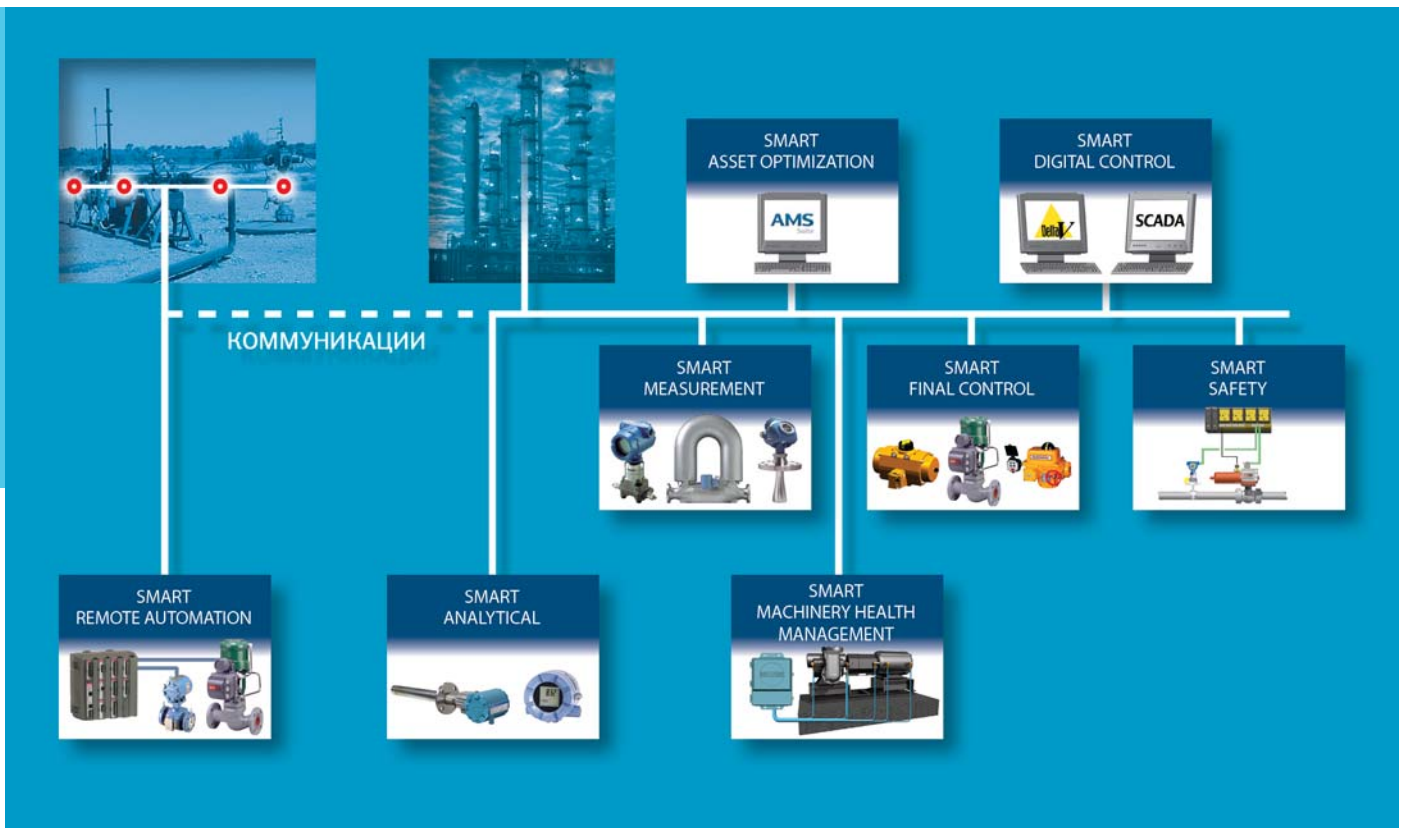 SMART
ASSET OPTIMIZATION
AMS
Suite
SMART
DIGITAL CONTROL
DeltaV
SCADA
КОММУНИКАЦИИ
SMART
MEASUREMENT
SMART
FINAL CONTROL
SMART
SAFETY
SMART
REMOTE AUTOMATION
SMART
ANALYTICAL
SMART
MACHINERY HEALTH
MANAGEMENT